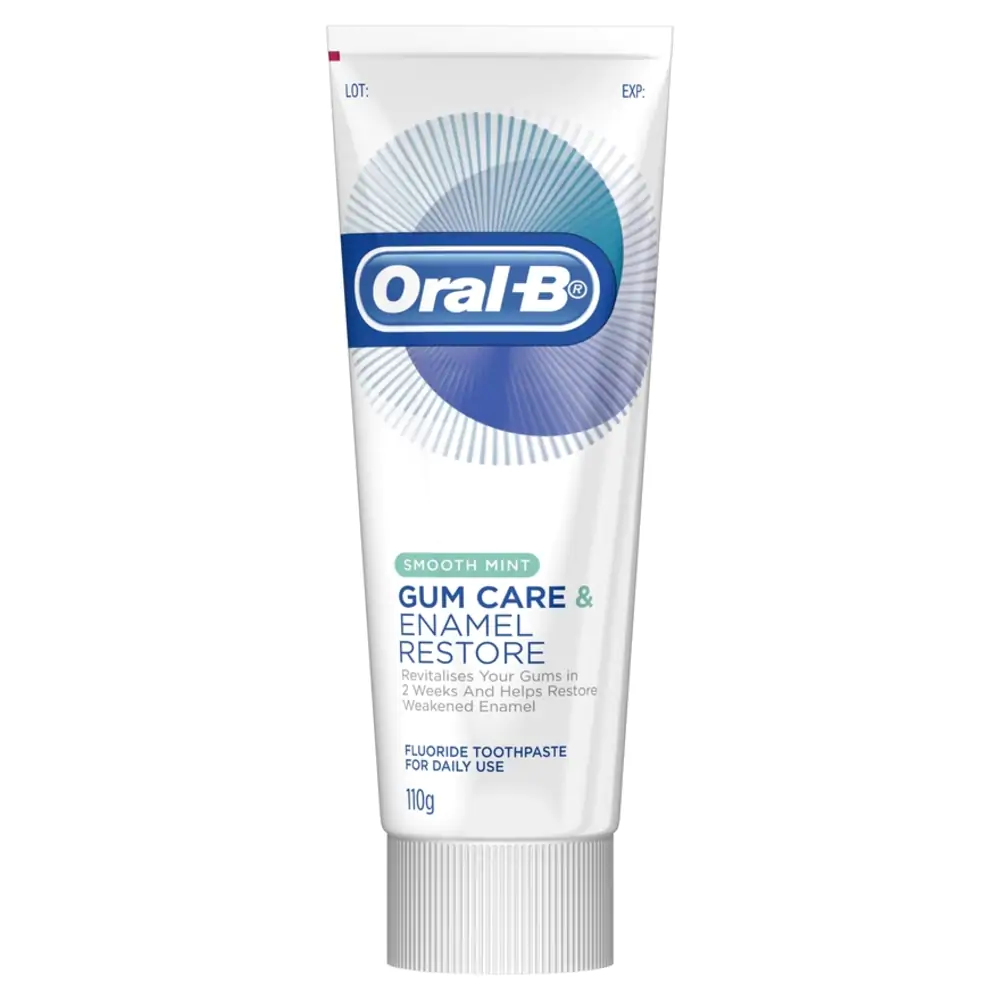 LOT: EXP:
Oral-B®
SMOOTH MINT
GUM CARE &
ENAMEL
RESTORE
Revitalises Your Gums in
2 Weeks And Helps Restore
Weakened Enamel
FLUORIDE TOOTHPASTE
FOR DAILY USE
110g